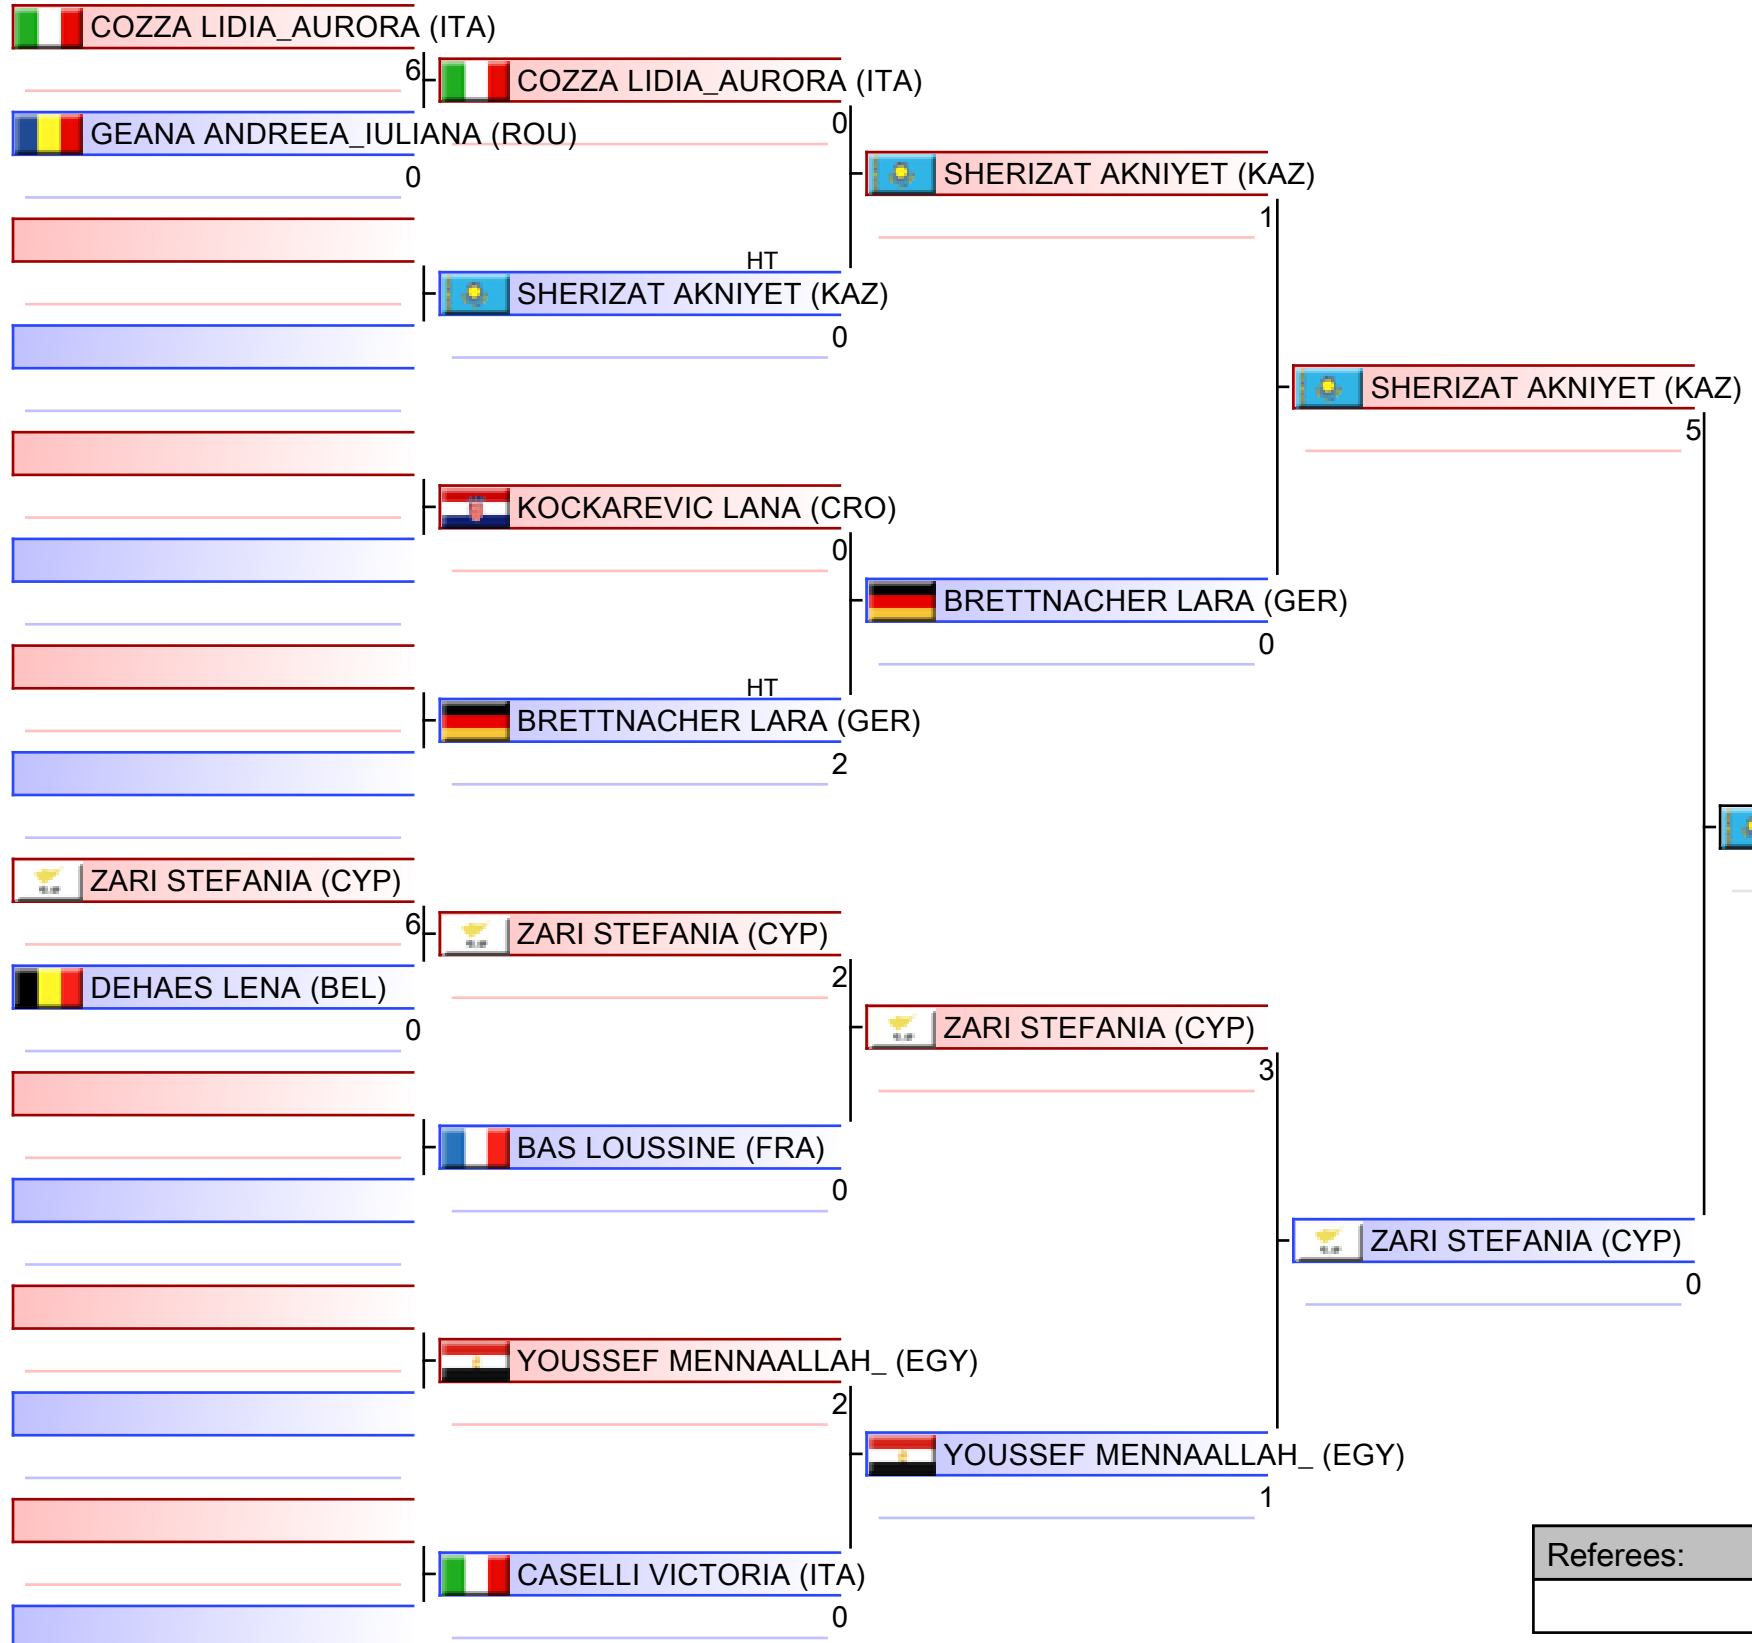 COZZA LIDIA_AURORA (ITA)
6
COZZA LIDIA_AURORA (ITA)
0
GEANA ANDREEA_IULIANA (ROU)
0
SHERIZAT AKNIYET (KAZ)
1
HT
SHERIZAT AKNIYET (KAZ)
0
SHERIZAT AKNIYET (KAZ)
5
KOCKAREVIC LANA (CRO)
0
BRETTNACHER LARA (GER)
0
HT
BRETTNACHER LARA (GER)
2
ZARI STEFANIA (CYP)
6
ZARI STEFANIA (CYP)
2
DEHAES LENA (BEL)
0
ZARI STEFANIA (CYP)
3
BAS LOUSSINE (FRA)
0
ZARI STEFANIA (CYP)
0
YOUSSEF MENNAALLAH_ (EGY)
2
YOUSSEF MENNAALLAH_ (EGY)
1
CASELLI VICTORIA (ITA)
0
Referees: